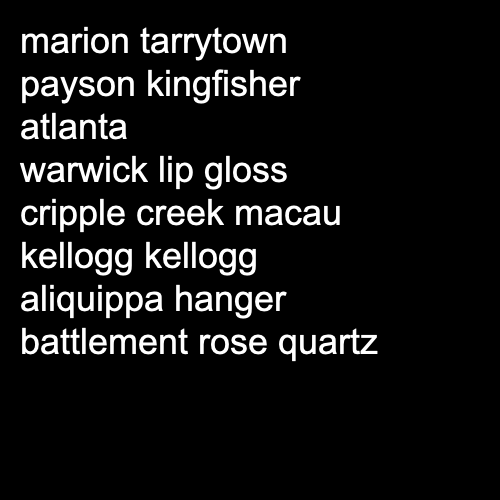 marion tarrytown
payson kingfisher
atlanta
warwick lip gloss
cripple creek macau
kellogg kellogg
aliquippa hanger
battlement rose quartz